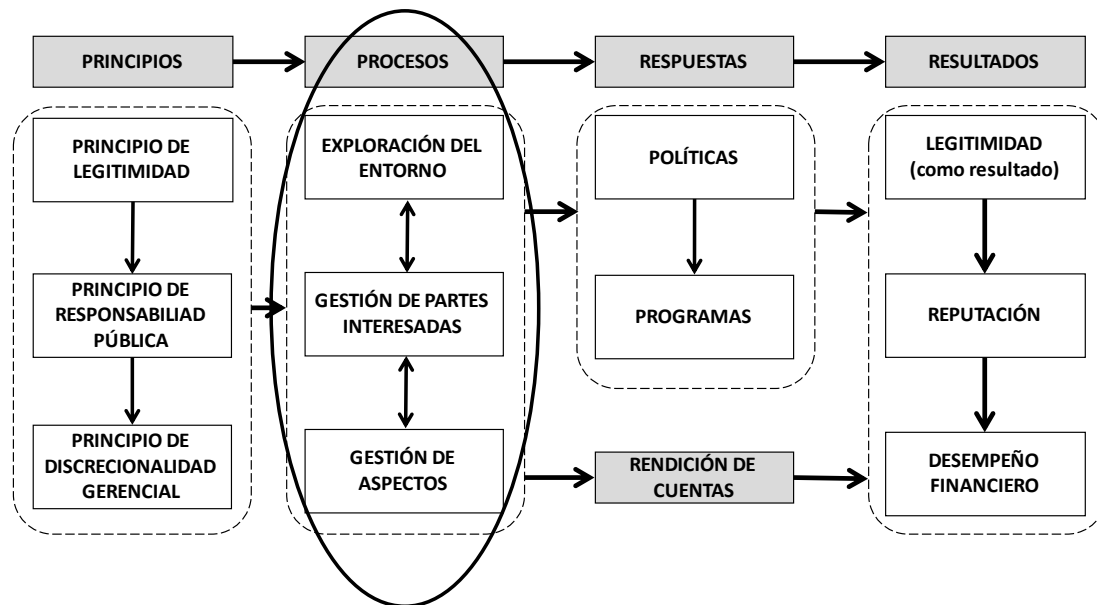 PRINCIPIOS
PROCESOS
RESPUESTAS
RESULTADOS
PRINCIPIO DE
LEGITIMIDAD
PRINCIPIO DE
RESPONSABILIAD
PÚBLICA
PRINCIPIO DE
DISCRECIONALIDAD
GERENCIAL
EXPLORACIÓN DEL
ENTORNO
GESTIÓN DE PARTES
INTERESADAS
GESTIÓN DE
ASPECTOS
POLÍTICAS
PROGRAMAS
RENDICIÓN DE
CUENTAS
LEGITIMIDAD
(como resultado)
REPUTACIÓN
DESEMPEÑO
FINANCIERO